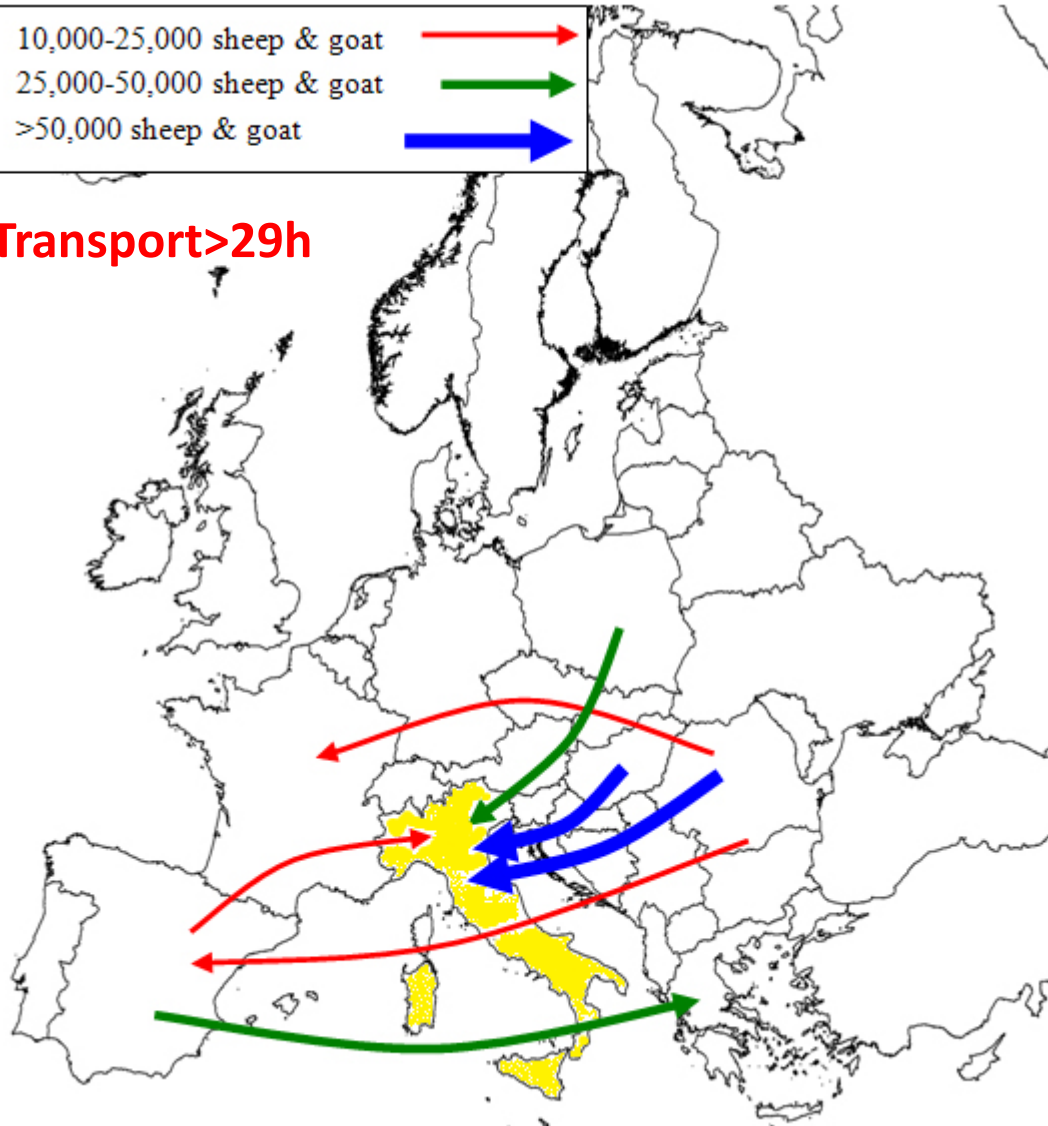 10,000-25,000 sheep & goat
25,000-50,000 sheep & goat
>50,000 sheep & goat
Transport>29h